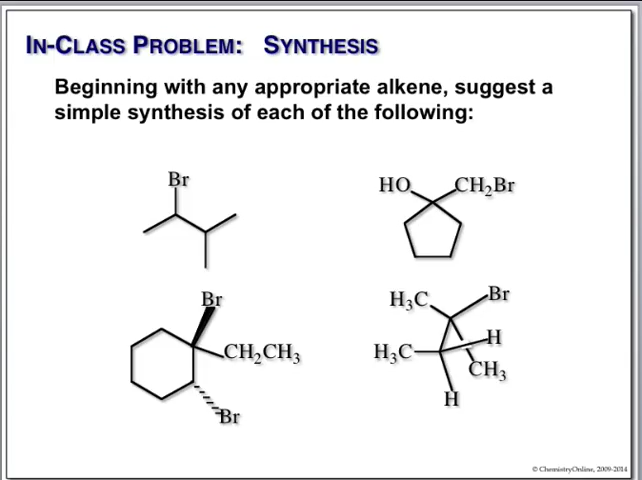 IN-CLASS PROBLEM: SYNTHESIS
Beginning with any appropriate alkene, suggest a
simple synthesis of each of the following:
Br
HO CH₂Br
Br
CH₂CH₃
Br
H₃C Br
H
H₃C
CH₃
H
© ChemistryOnline, 2009-2014